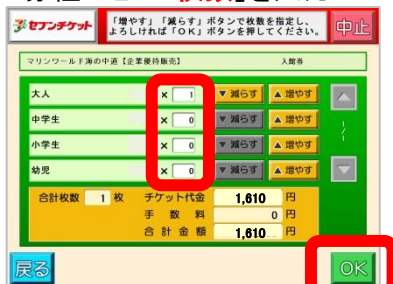 セブンチケット
「増やす」「減らす」ボタンで枚数を指定し、
よろしければ「OK」ボタンを押してください。
中止
マリンワールド海の中道【企業優待販売】 入館券
大人 × 1 ▼減らす ▲増やす
中学生 × 0 ▼減らす ▲増やす
小学生 × 0 ▼減らす ▲増やす
幼児 × 0 ▼減らす ▲増やす
1/1
合計枚数 1 枚 チケット代金 1,610 円
手数料 0 円
合計金額 1,610 円
戻る OK